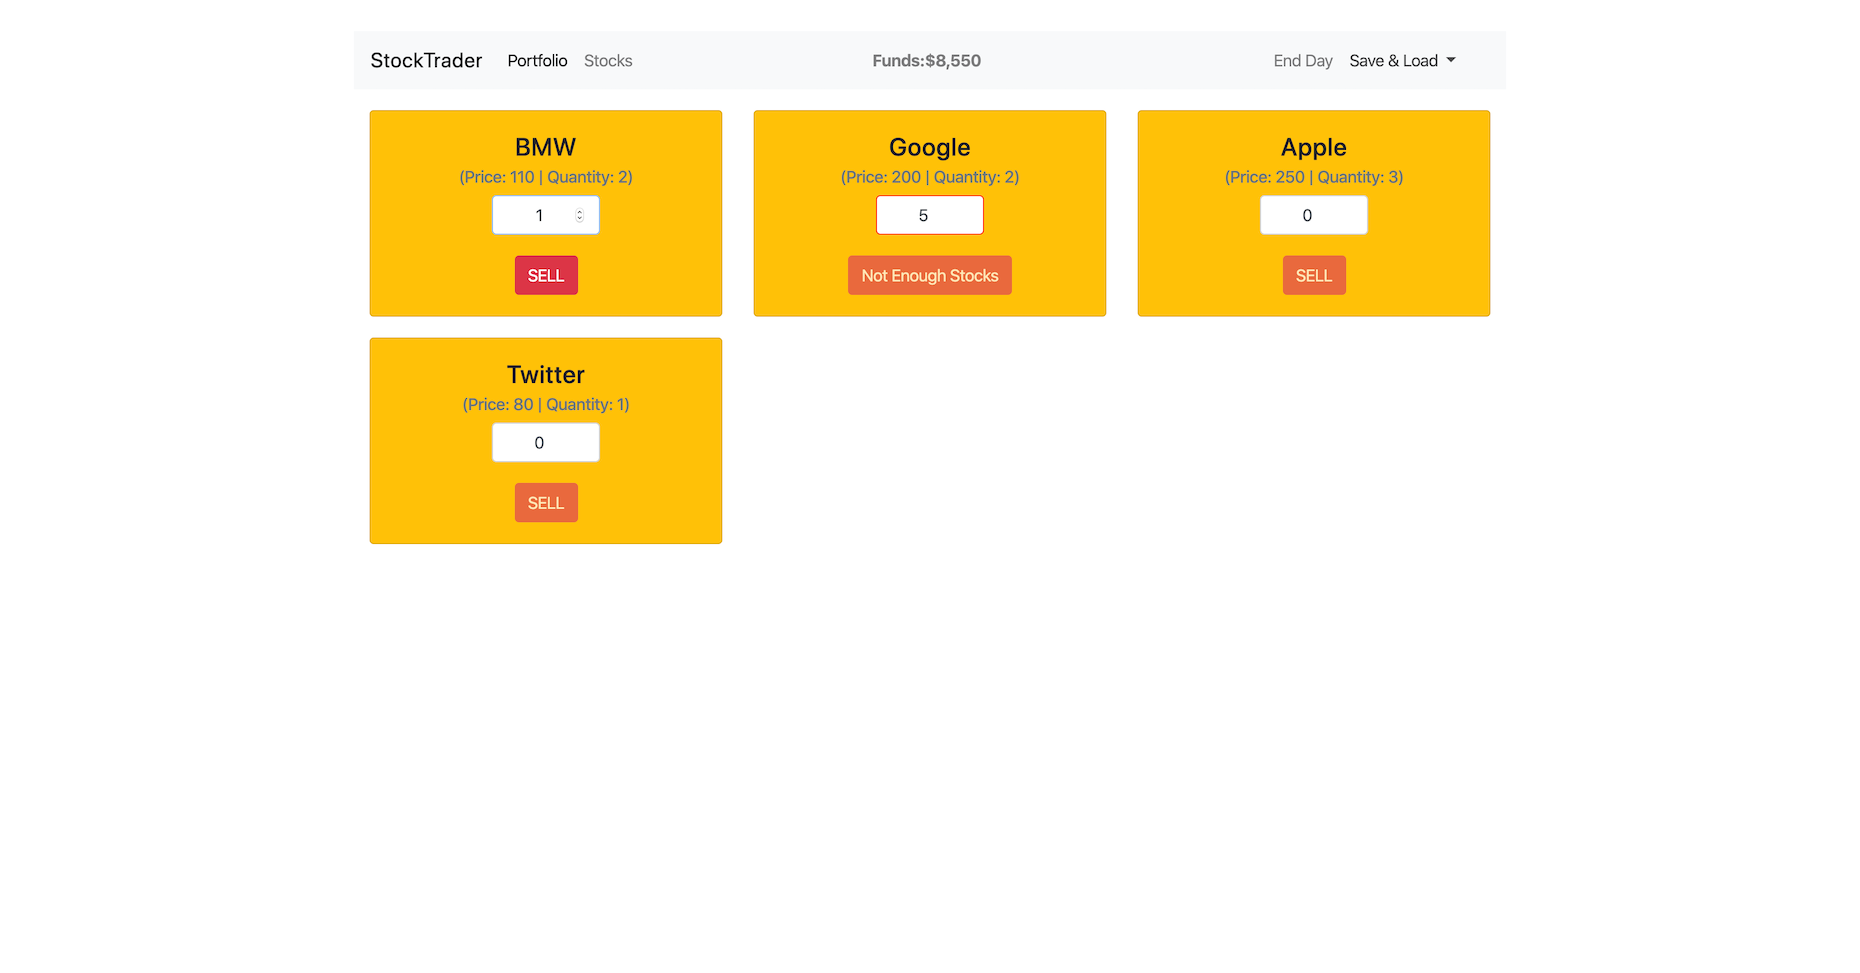 StockTrader Portfolio Stocks Funds:$8,550 End Day Save & Load
BMW
(Price: 110 | Quantity: 2)
1
SELL
Google
(Price: 200 | Quantity: 2)
5
Not Enough Stocks
Apple
(Price: 250 | Quantity: 3)
0
SELL
Twitter
(Price: 80 | Quantity: 1)
0
SELL